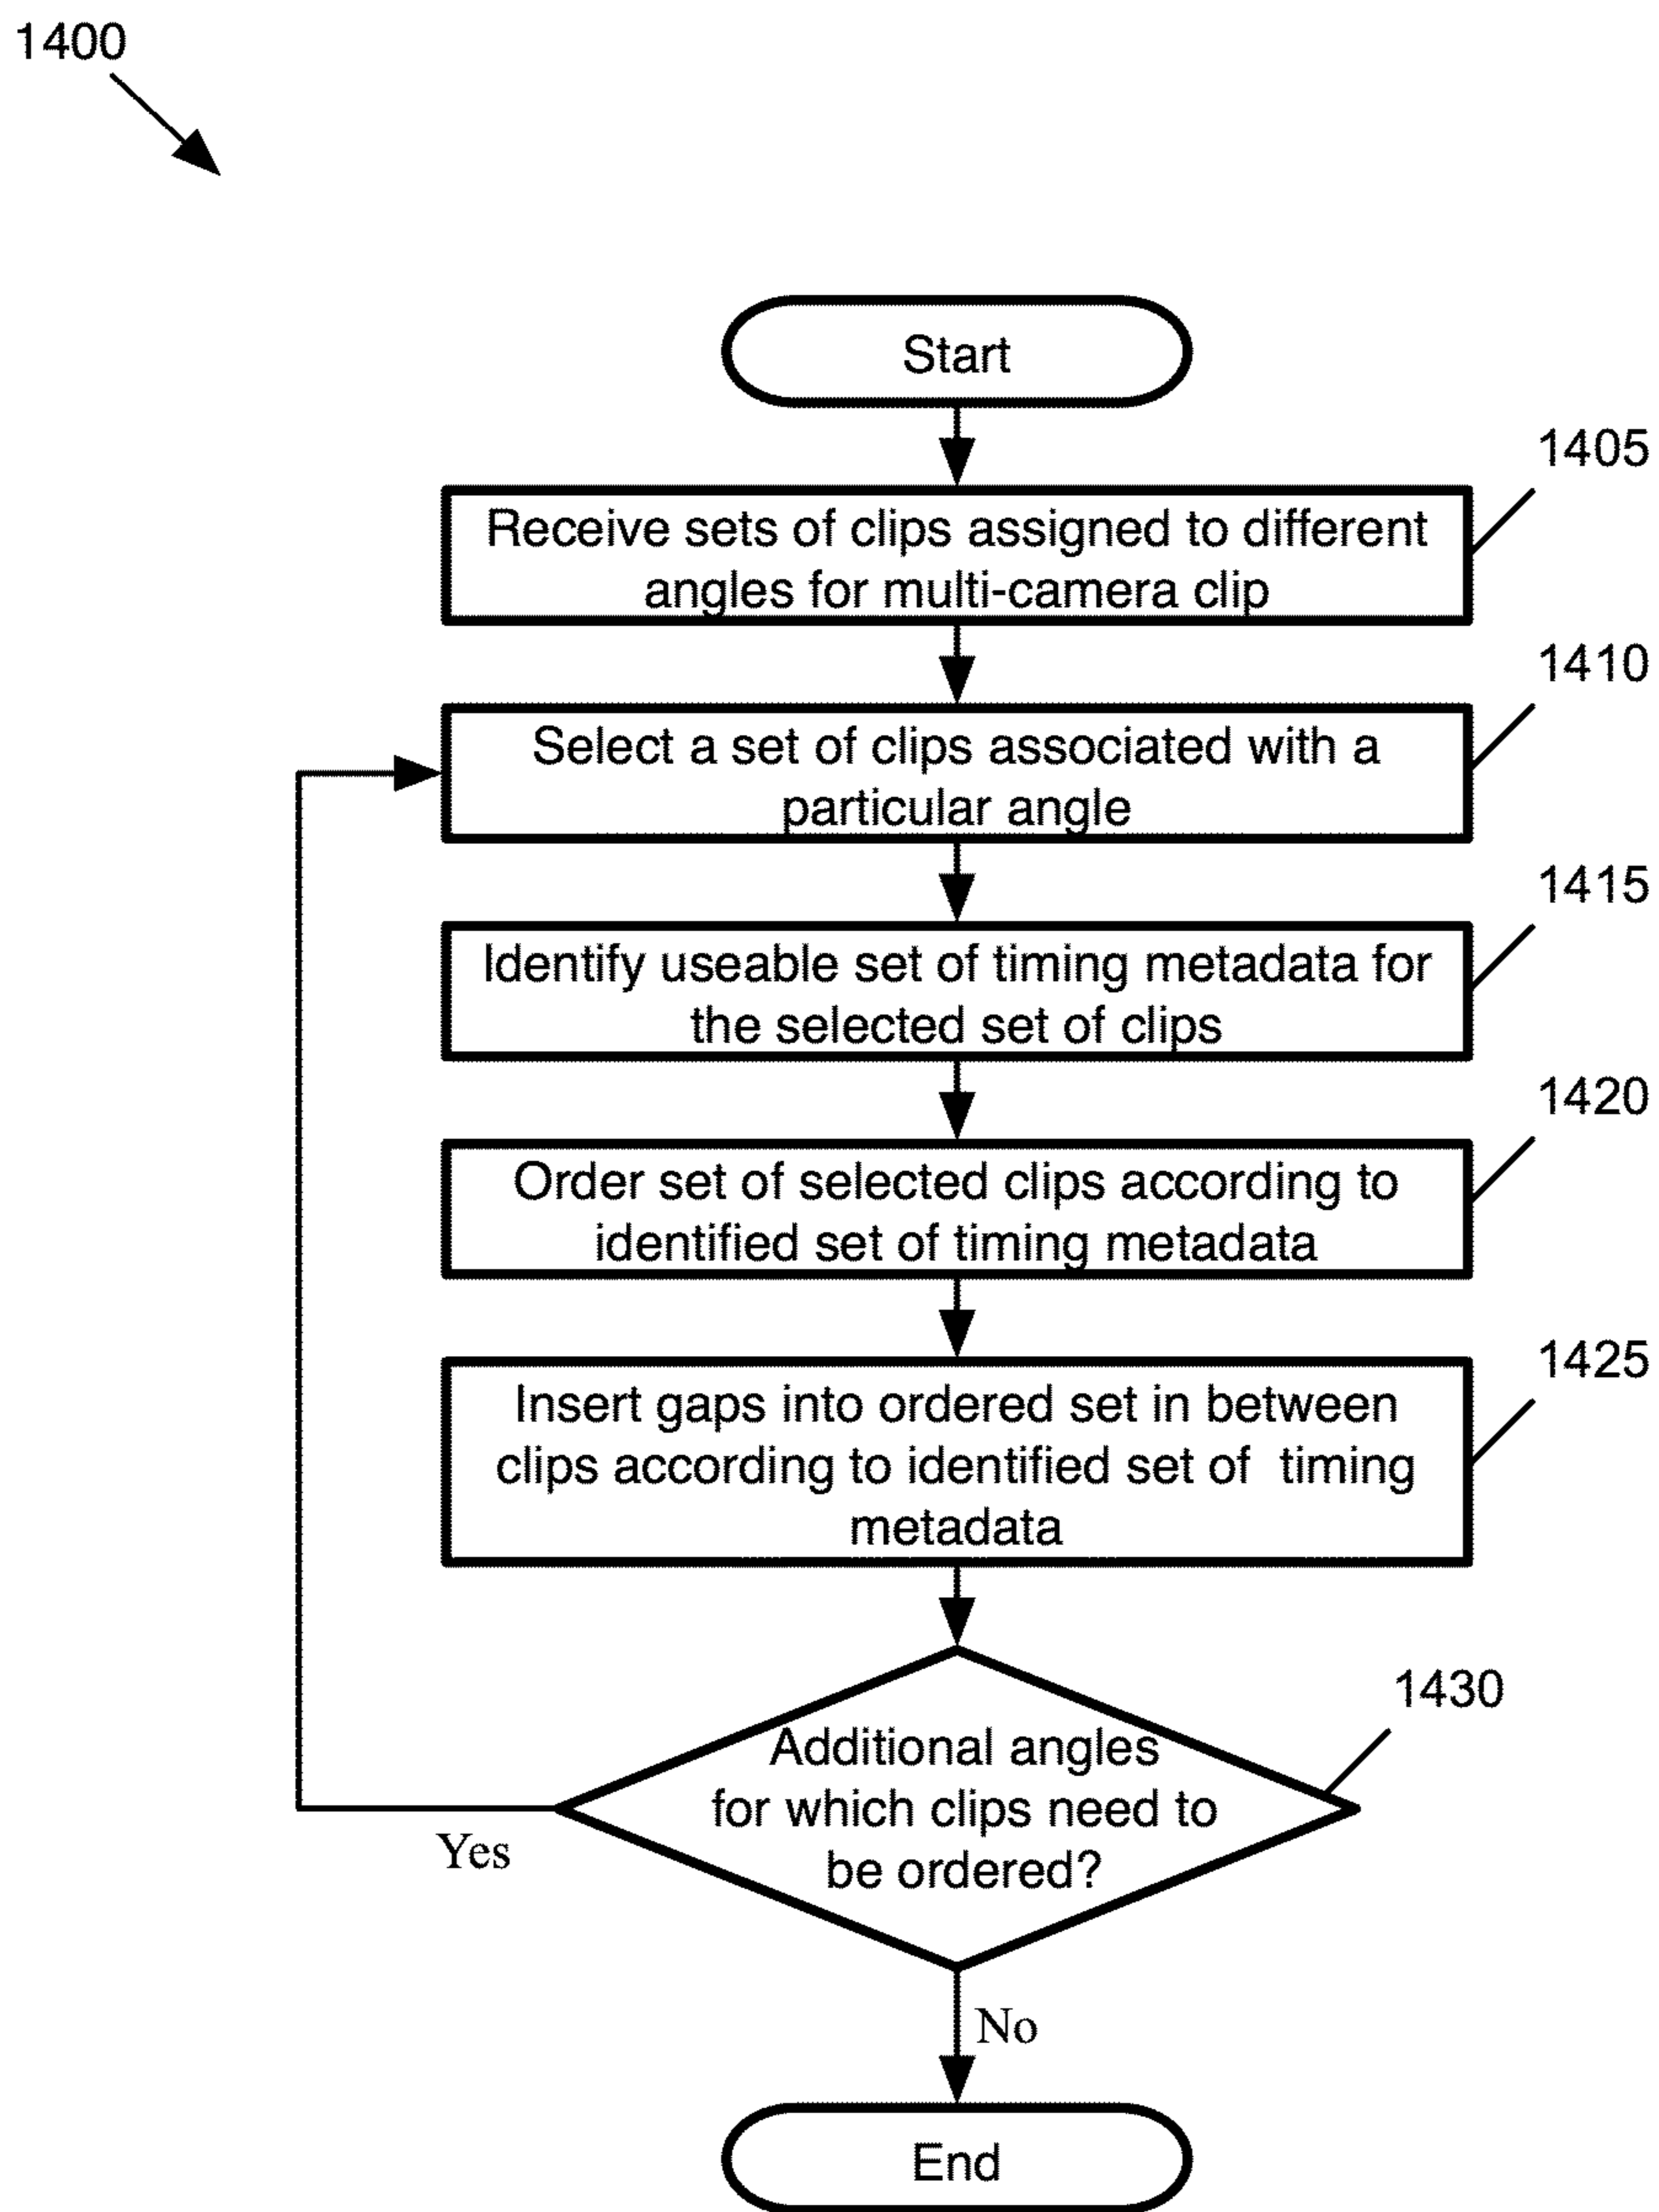 1400
Start
1405
Receive sets of clips assigned to different
angles for multi-camera clip
1410
Select a set of clips associated with a
particular angle
1415
Identify useable set of timing metadata for
the selected set of clips
1420
Order set of selected clips according to
identified set of timing metadata
1425
Insert gaps into ordered set in between
clips according to identified set of timing
metadata
1430
Additional angles
for which clips need to
be ordered?
Yes
No
End